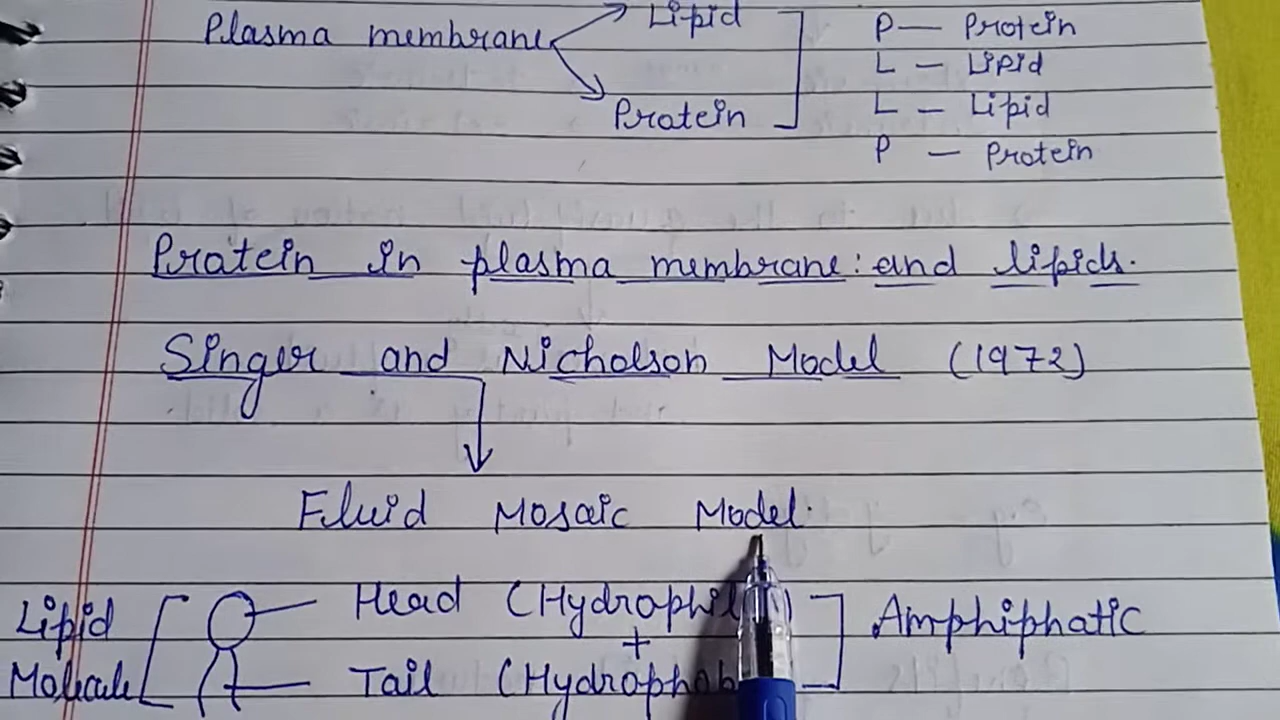 Plasma membrane Lipid P — Protein
L — Lipid
Protein L — Lipid
P — Protein
Protein in plasma membrane: and lipids.
Singer and Nicholson Model (1972)
Fluid Mosaic Model.
Lipid Head (Hydrophil Amphiphatic
+
Molecule Tail (Hydrophob